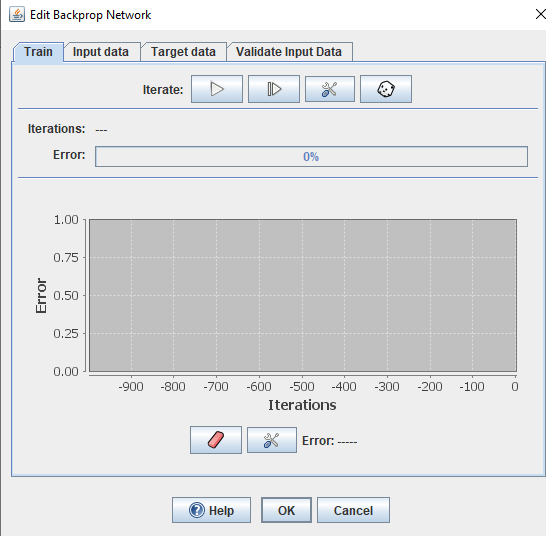 Edit Backprop Network
Train Input data Target data Validate Input Data
Iterate:
Iterations: ---
Error: 0%
1.00
0.75
0.50
0.25
0.00
Error
-900 -800 -700 -600 -500 -400 -300 -200 -100 0
Iterations
Error: -----
Help OK Cancel